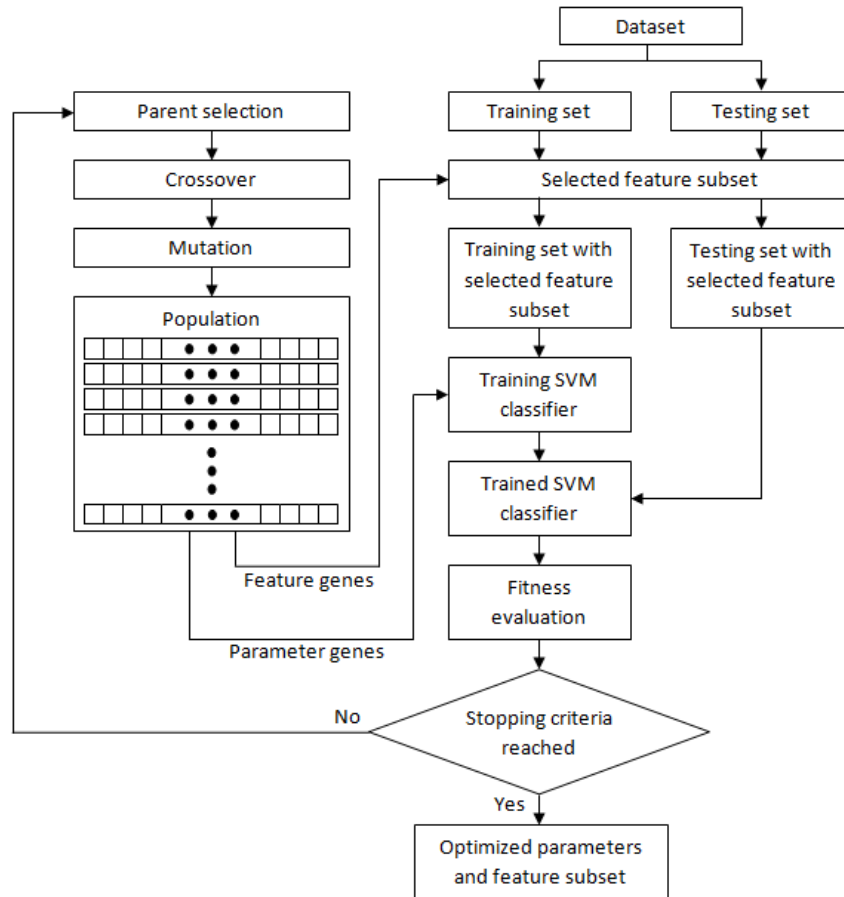 Dataset
Parent selection
Training set
Testing set
Crossover
Selected feature subset
Mutation
Training set with
selected feature
subset
Testing set with
selected feature
subset
Population
Training SVM
classifier
Trained SVM
classifier
Feature genes
Fitness
evaluation
Parameter genes
No
Stopping criteria
reached
Yes
Optimized parameters
and feature subset